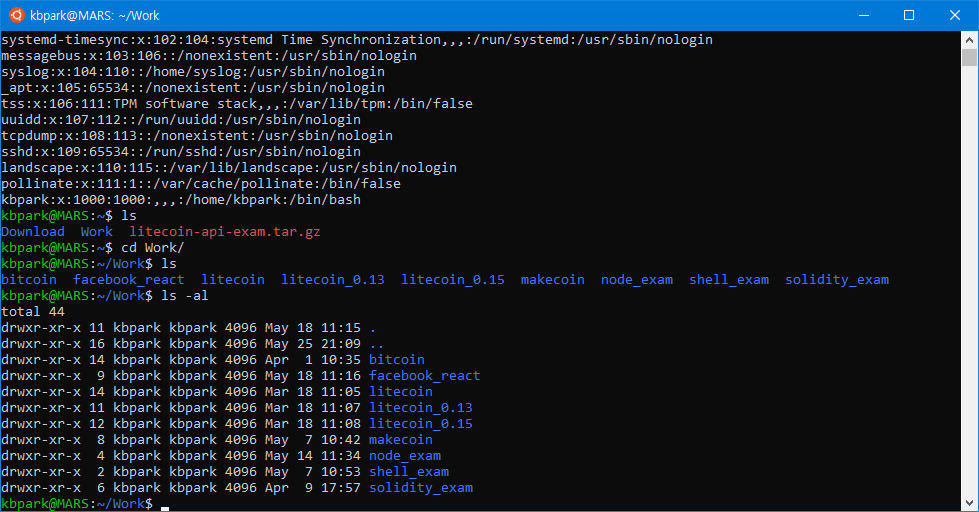 kbpark@MARS: ~/Work
systemd-timesync:x:102:104:systemd Time Synchronization,,,:/run/systemd:/usr/sbin/nologin
messagebus:x:103:106::/nonexistent:/usr/sbin/nologin
syslog:x:104:110::/home/syslog:/usr/sbin/nologin
_apt:x:105:65534::/nonexistent:/usr/sbin/nologin
tss:x:106:111:TPM software stack,,,:/var/lib/tpm:/bin/false
uuidd:x:107:112::/run/uuidd:/usr/sbin/nologin
tcpdump:x:108:113::/nonexistent:/usr/sbin/nologin
sshd:x:109:65534::/run/sshd:/usr/sbin/nologin
landscape:x:110:115::/var/lib/landscape:/usr/sbin/nologin
pollinate:x:111:1::/var/cache/pollinate:/bin/false
kbpark:x:1000:1000:,,,:/home/kbpark:/bin/bash
kbpark@MARS:~$ ls
Download  Work  litecoin-api-exam.tar.gz
kbpark@MARS:~$ cd Work/
kbpark@MARS:~/Work$ ls
bitcoin  facebook_react  litecoin  litecoin_0.13  litecoin_0.15  makecoin  node_exam  shell_exam  solidity_exam
kbpark@MARS:~/Work$ ls -al
total 44
drwxr-xr-x 11 kbpark kbpark 4096 May 18 11:15 .
drwxr-xr-x 16 kbpark kbpark 4096 May 25 21:09 ..
drwxr-xr-x 14 kbpark kbpark 4096 Apr  1 10:35 bitcoin
drwxr-xr-x  9 kbpark kbpark 4096 May 18 11:16 facebook_react
drwxr-xr-x 14 kbpark kbpark 4096 Mar 18 11:05 litecoin
drwxr-xr-x 11 kbpark kbpark 4096 Mar 18 11:07 litecoin_0.13
drwxr-xr-x 12 kbpark kbpark 4096 Mar 18 11:08 litecoin_0.15
drwxr-xr-x  8 kbpark kbpark 4096 May  7 10:42 makecoin
drwxr-xr-x  4 kbpark kbpark 4096 May 14 11:34 node_exam
drwxr-xr-x  2 kbpark kbpark 4096 May  7 10:53 shell_exam
drwxr-xr-x  6 kbpark kbpark 4096 Apr  9 17:57 solidity_exam
kbpark@MARS:~/Work$